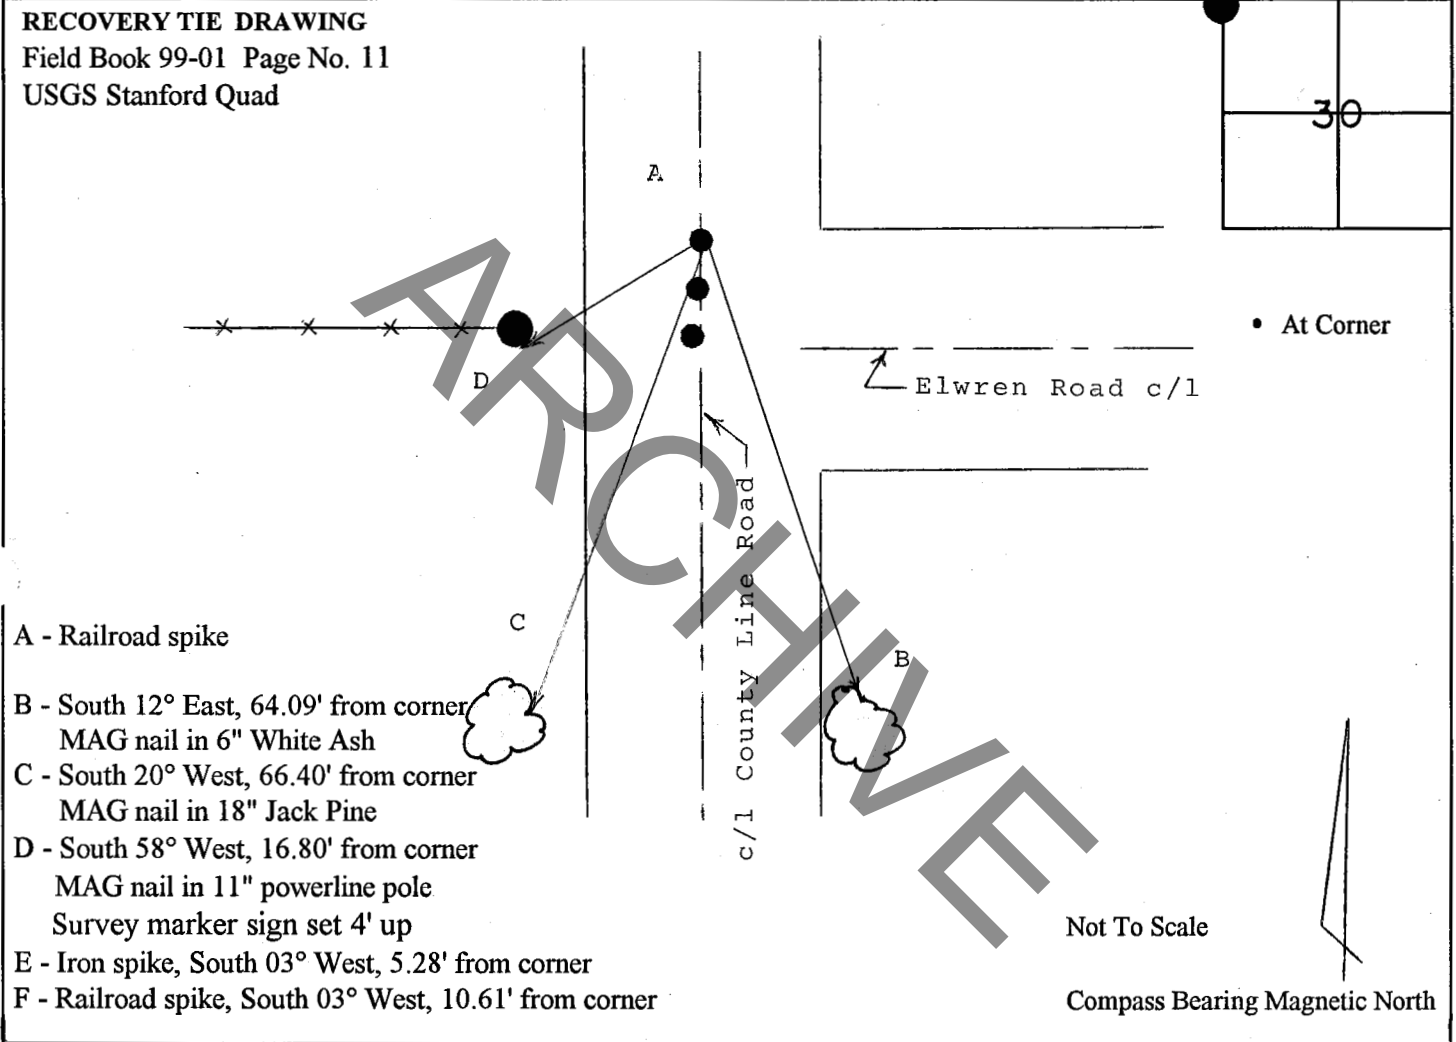 RECOVERY TIE DRAWING
Field Book 99-01 Page No. 11
USGS Stanford Quad
30
A
At Corner
D
Elwren Road c/l
c/l County Line Road
C
B
A - Railroad spike
B - South 12° East, 64.09' from corner
MAG nail in 6" White Ash
C - South 20° West, 66.40' from corner
MAG nail in 18" Jack Pine
D - South 58° West, 16.80' from corner
MAG nail in 11" powerline pole
Survey marker sign set 4' up
E - Iron spike, South 03° West, 5.28' from corner
F - Railroad spike, South 03° West, 10.61' from corner
Not To Scale
Compass Bearing Magnetic North
ARCHIVE